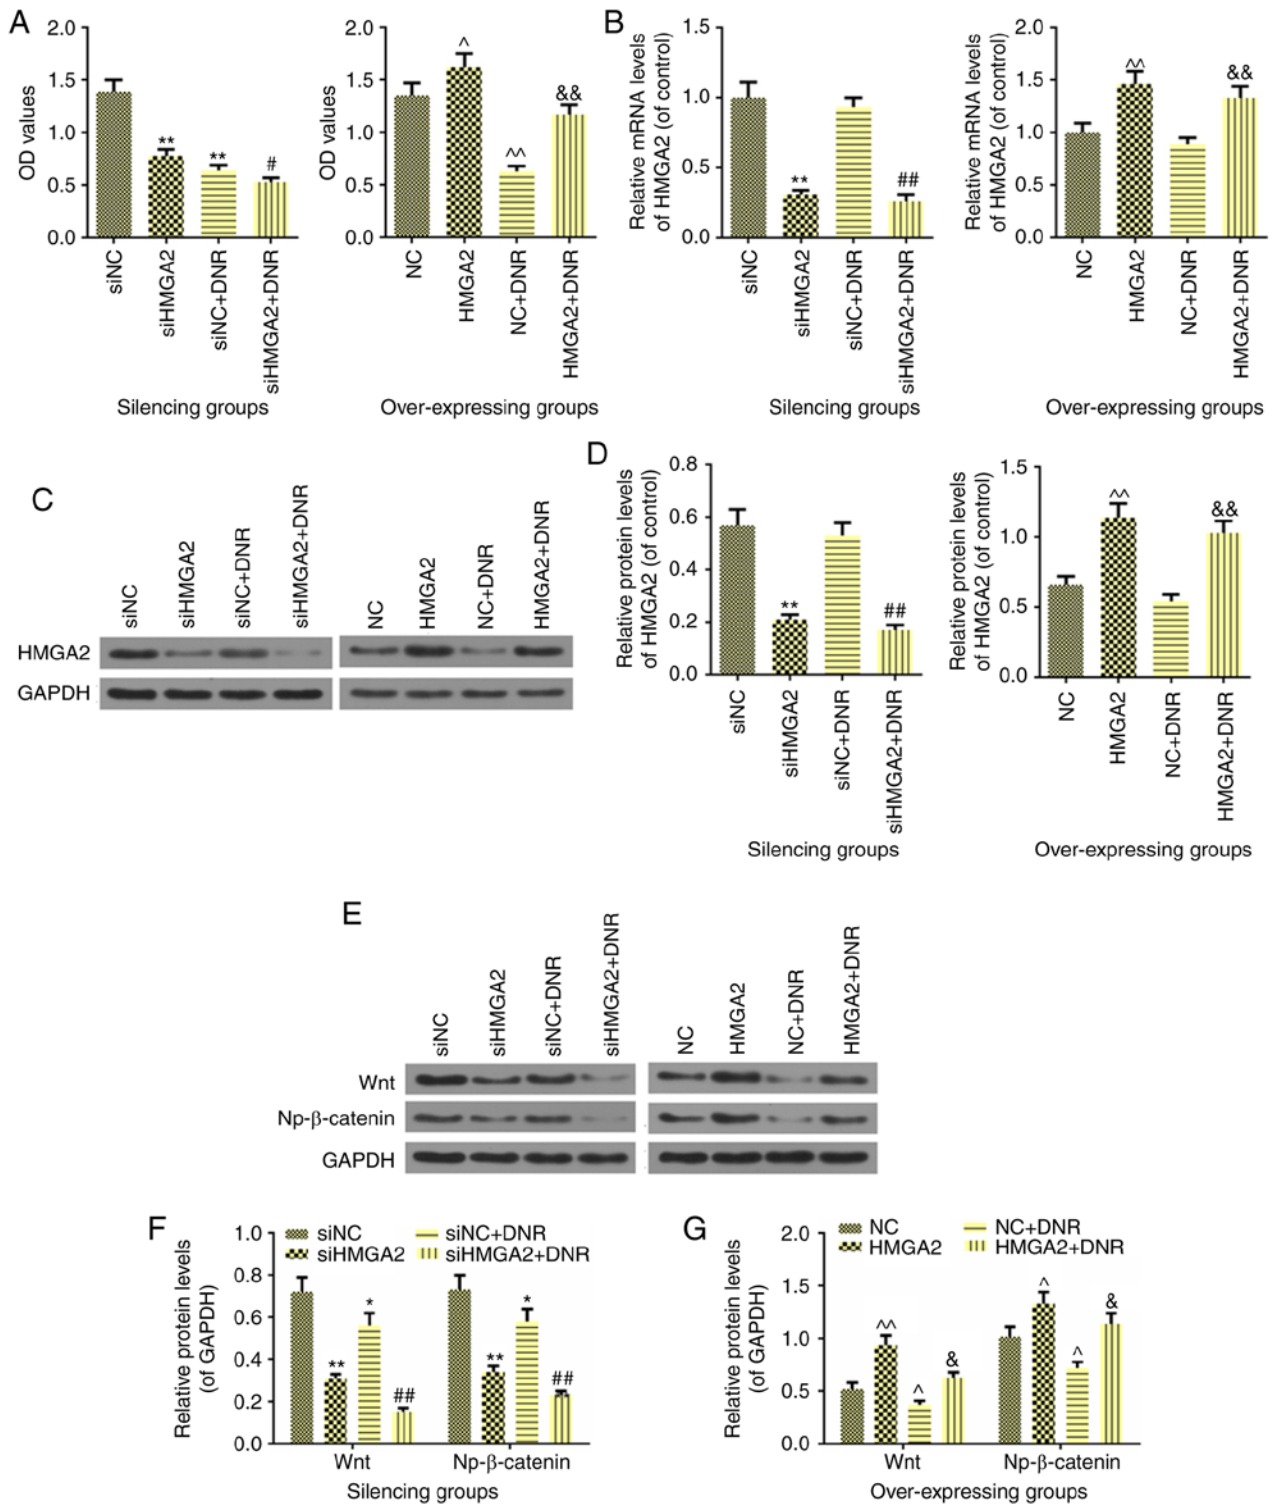 A
OD values
2.0
1.5
1.0
0.5
0.0
**
**
#
siNC
siHMGA2
siNC+DNR
siHMGA2+DNR
Silencing groups
OD values
2.0
1.5
1.0
0.5
0.0
^
^^
&&
NC
HMGA2
NC+DNR
HMGA2+DNR
Over-expressing groups
B
Relative mRNA levels
of HMGA2 (of control)
1.5
1.0
0.5
0.0
**
##
siNC
siHMGA2
siNC+DNR
siHMGA2+DNR
Silencing groups
Relative mRNA levels
of HMGA2 (of control)
2.0
1.5
1.0
0.5
0.0
^^
&&
NC
HMGA2
NC+DNR
HMGA2+DNR
Over-expressing groups
C
siNC
siHMGA2
siNC+DNR
siHMGA2+DNR
NC
HMGA2
NC+DNR
HMGA2+DNR
HMGA2
GAPDH
D
Relative protein levels
of HMGA2 (of control)
0.8
0.6
0.4
0.2
0.0
**
##
siNC
siHMGA2
siNC+DNR
siHMGA2+DNR
Silencing groups
Relative protein levels
of HMGA2 (of control)
1.5
1.0
0.5
0.0
^^
&&
NC
HMGA2
NC+DNR
HMGA2+DNR
Over-expressing groups
E
siNC
siHMGA2
siNC+DNR
siHMGA2+DNR
NC
HMGA2
NC+DNR
HMGA2+DNR
Wnt
Np-β-catenin
GAPDH
F
Relative protein levels
(of GAPDH)
1.0
0.8
0.6
0.4
0.2
0.0
siNC
siNC+DNR
siHMGA2
siHMGA2+DNR
**
*
##
**
*
##
Wnt
Np-β-catenin
Silencing groups
G
Relative protein levels
(of GAPDH)
2.0
1.5
1.0
0.5
0.0
NC
NC+DNR
HMGA2
HMGA2+DNR
^^
^
&
^
^
&
Wnt
Np-β-catenin
Over-expressing groups